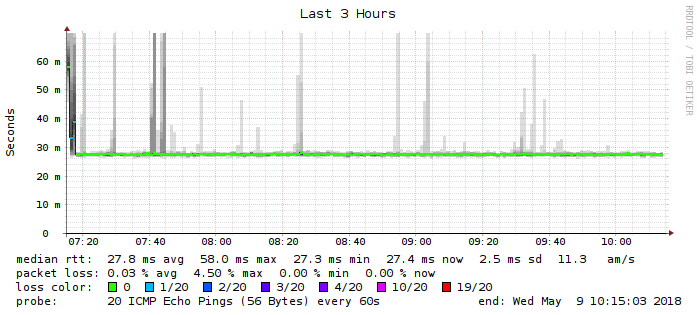 Last 3 Hours
RRDTOOL / TOBI OETIKER
Seconds
60 m
50 m
40 m
30 m
20 m
10 m
0
07:20 07:40 08:00 08:20 08:40 09:00 09:20 09:40 10:00
median rtt: 27.8 ms avg 58.0 ms max 27.3 ms min 27.4 ms now 2.5 ms sd 11.3 am/s
packet loss: 0.03 % avg 4.50 % max 0.00 % min 0.00 % now
loss color: 0 1/20 2/20 3/20 4/20 10/20 19/20
probe: 20 ICMP Echo Pings (56 Bytes) every 60s end: Wed May 9 10:15:03 2018